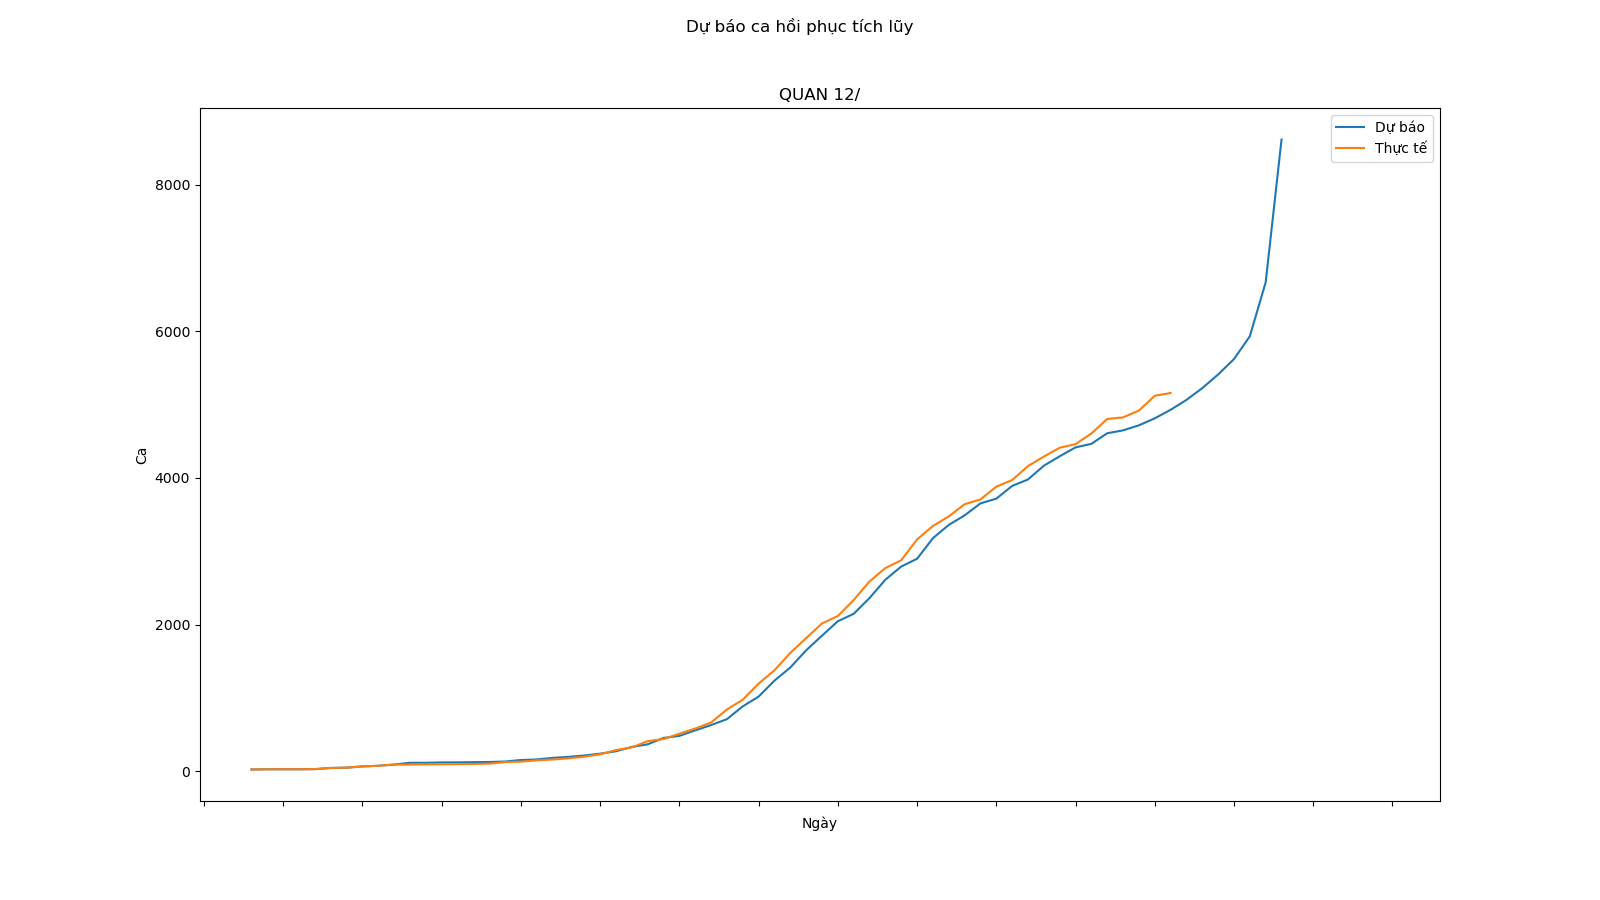 Dự báo ca hồi phục tích lũy
QUAN 12/
Dự báo
Thực tế
8000
6000
4000
2000
0
Ca
Ngày